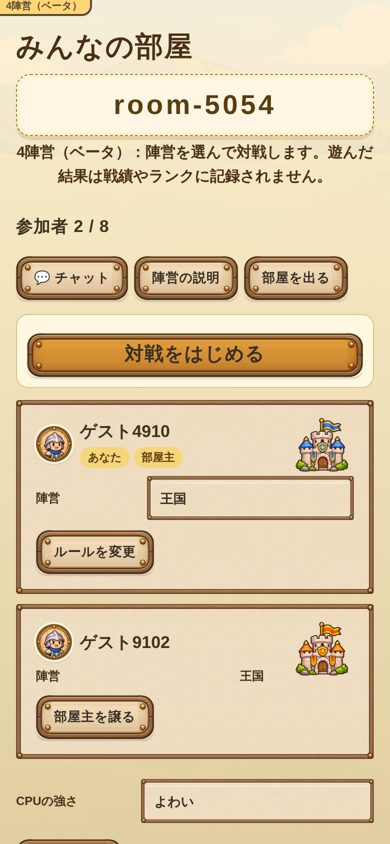 4陣営（ベータ）
みんなの部屋
room-5054
4陣営（ベータ）：陣営を選んで対戦します。遊んだ
結果は戦績やランクに記録されません。
参加者 2 / 8
💬 チャット
陣営の説明
部屋を出る
対戦をはじめる
ゲスト4910
あなた
部屋主
陣営
王国
ルールを変更
ゲスト9102
陣営
王国
部屋主を譲る
CPUの強さ
よわい